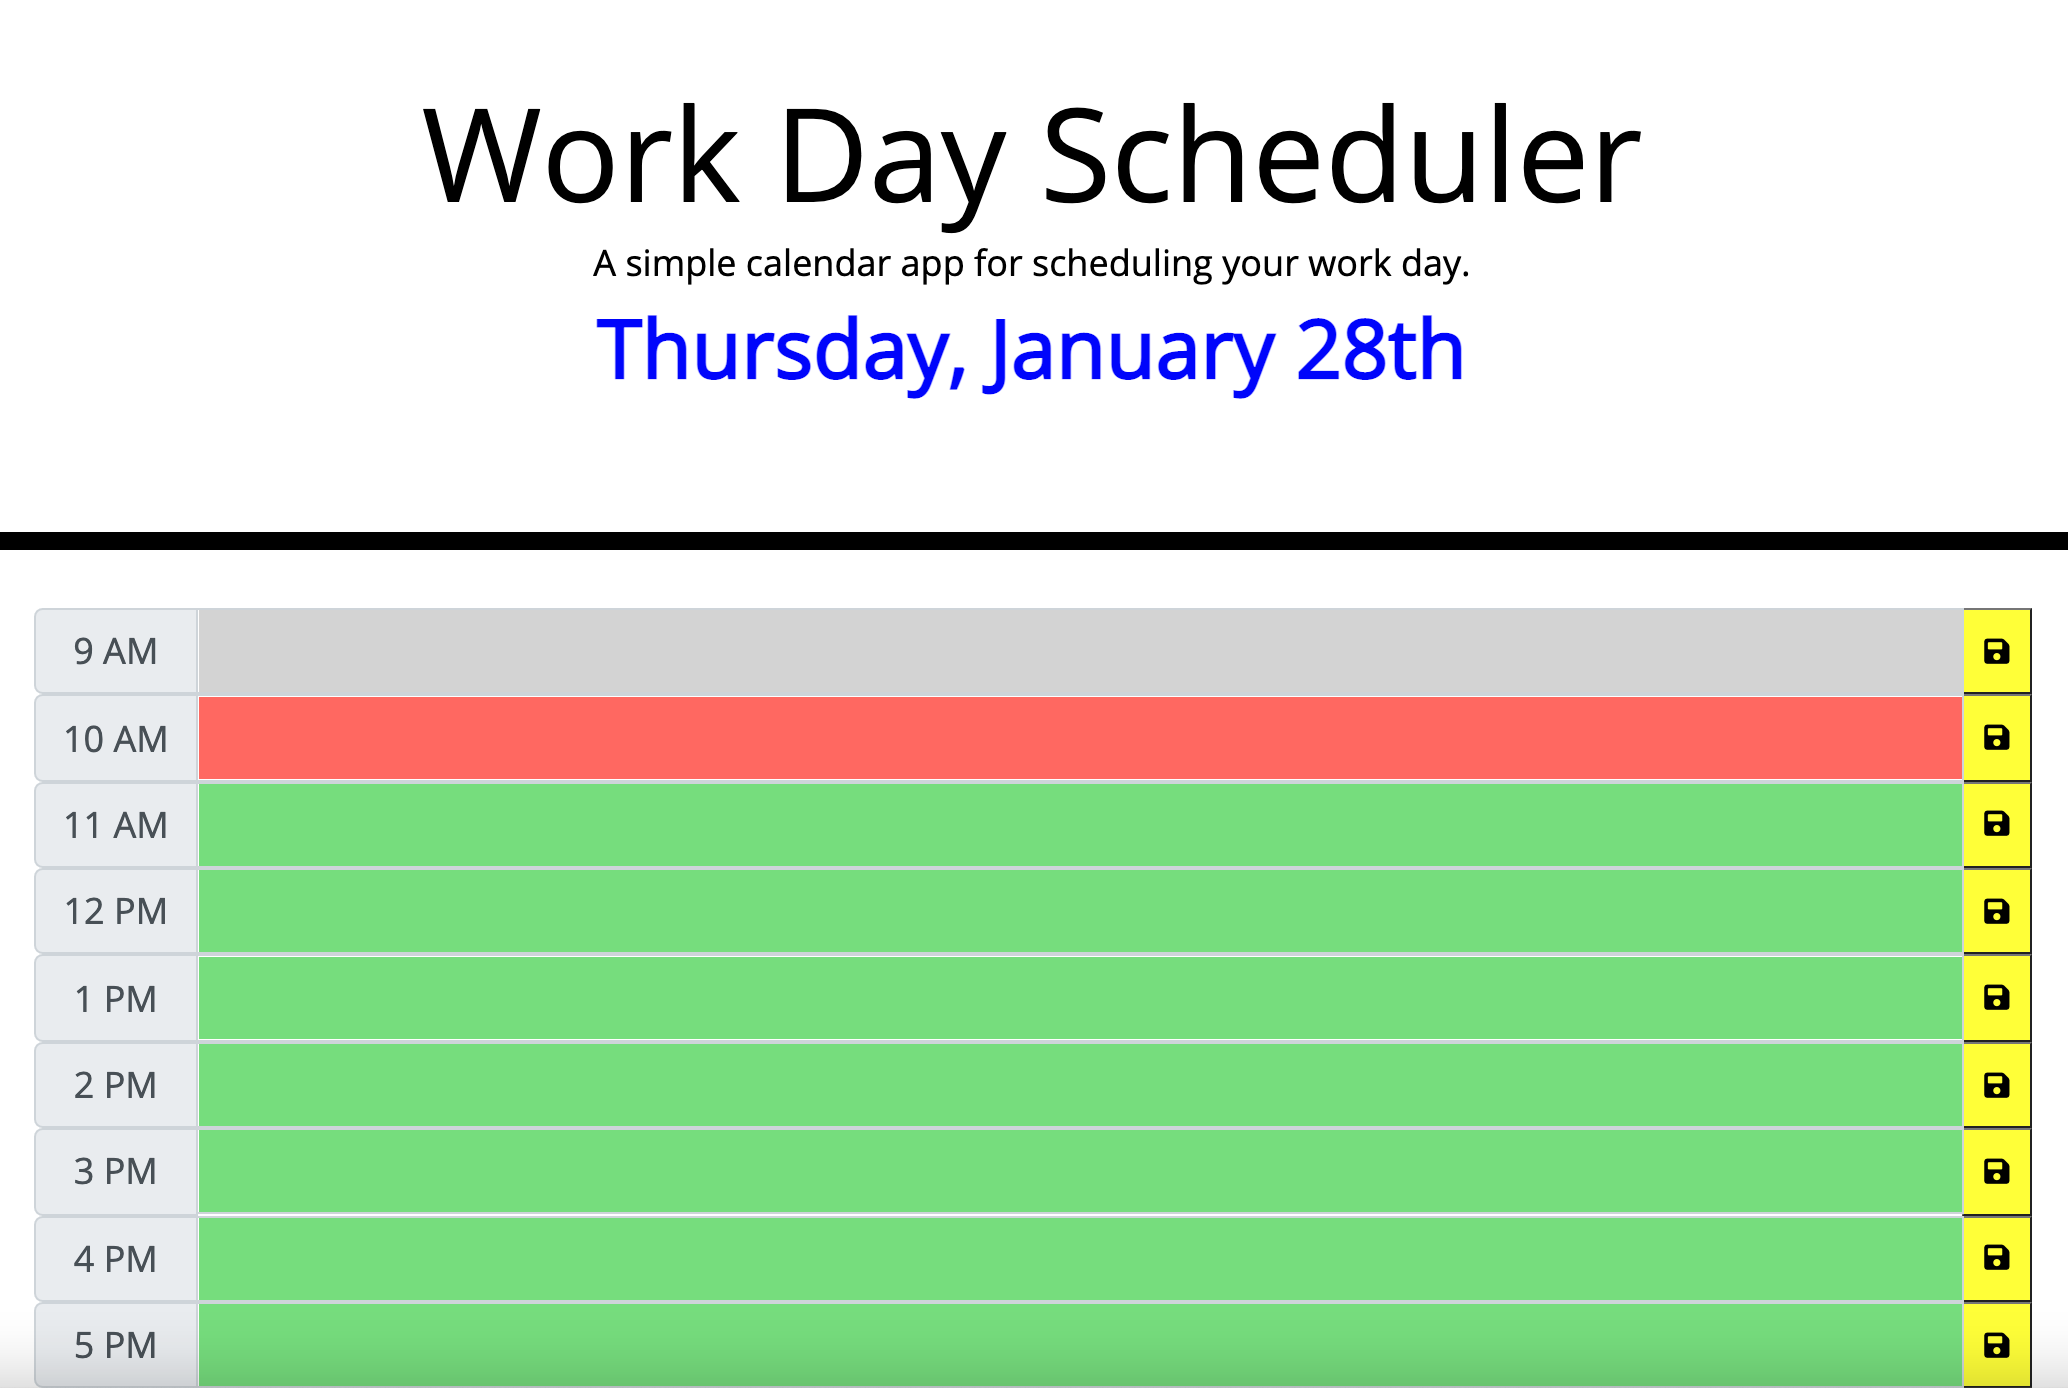 Work Day Scheduler
A simple calendar app for scheduling your work day.
Thursday, January 28th
9 AM
10 AM
11 AM
12 PM
1 PM
2 PM
3 PM
4 PM
5 PM